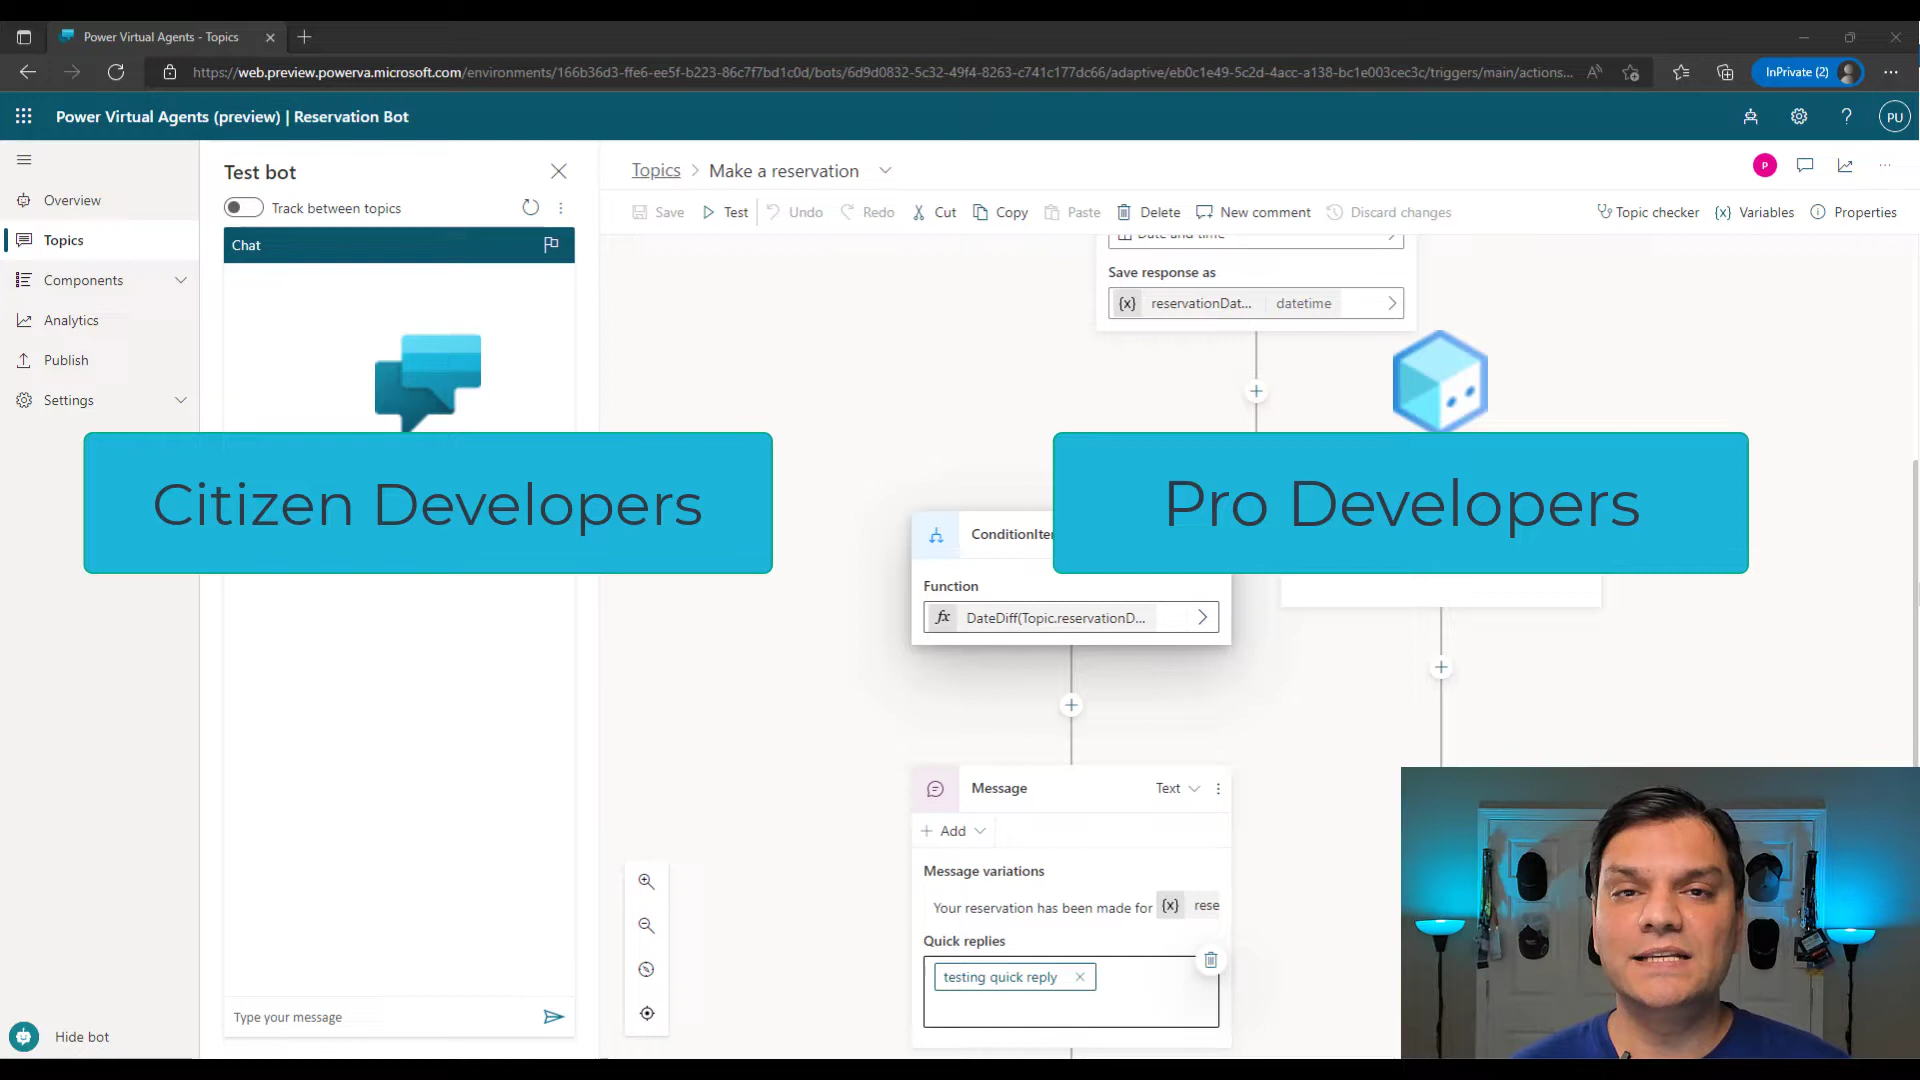 Power Virtual Agents - Topics
https://web.preview.powerva.microsoft.com/environments/166b36d3-ffe6-ee5f-b223-86c7f7bd1c0d/bots/6d9d0832-5c32-49f4-8263-c741c177dc66/adaptive/eb0c1e49-5c2d-4acc-a138-bc1e003cec3c/triggers/main/actions...
InPrivate (2)
Power Virtual Agents (preview) | Reservation Bot
PU
Overview
Topics
Components
Analytics
Publish
Settings
Hide bot
Test bot
Track between topics
Chat
Type your message
Topics > Make a reservation
P
Save
Test
Undo
Redo
Cut
Copy
Paste
Delete
New comment
Discard changes
Topic checker
{x} Variables
Properties
Date and time
Save response as
{x} reservationDat... datetime
Citizen Developers
Pro Developers
Function
fx DateDiff(Topic.reservationD...
Message
Text
Add
Message variations
Your reservation has been made for {x} rese
Quick replies
testing quick reply